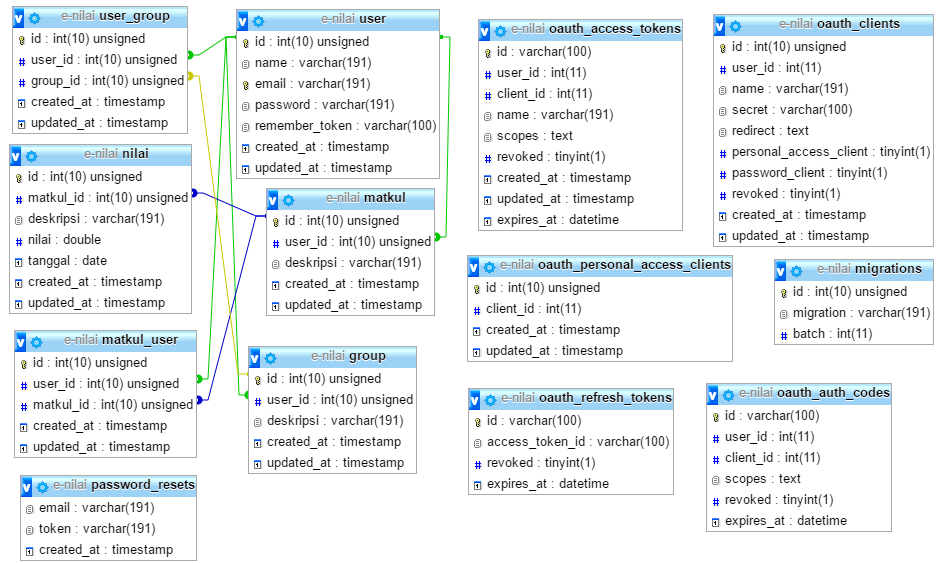 e-nilai user_group
id : int(10) unsigned
user_id : int(10) unsigned
group_id : int(10) unsigned
created_at : timestamp
updated_at : timestamp
e-nilai user
id : int(10) unsigned
name : varchar(191)
email : varchar(191)
password : varchar(191)
remember_token : varchar(100)
created_at : timestamp
updated_at : timestamp
e-nilai oauth_access_tokens
id : varchar(100)
user_id : int(11)
client_id : int(11)
name : varchar(191)
scopes : text
revoked : tinyint(1)
created_at : timestamp
updated_at : timestamp
expires_at : datetime
e-nilai oauth_clients
id : int(10) unsigned
user_id : int(11)
name : varchar(191)
secret : varchar(100)
redirect : text
personal_access_client : tinyint(1)
password_client : tinyint(1)
revoked : tinyint(1)
created_at : timestamp
updated_at : timestamp
e-nilai nilai
id : int(10) unsigned
matkul_id : int(10) unsigned
deskripsi : varchar(191)
nilai : double
tanggal : date
created_at : timestamp
updated_at : timestamp
e-nilai matkul
id : int(10) unsigned
user_id : int(10) unsigned
deskripsi : varchar(191)
created_at : timestamp
updated_at : timestamp
e-nilai oauth_personal_access_clients
id : int(10) unsigned
client_id : int(11)
created_at : timestamp
updated_at : timestamp
e-nilai migrations
id : int(10) unsigned
migration : varchar(191)
batch : int(11)
e-nilai matkul_user
id : int(10) unsigned
user_id : int(10) unsigned
matkul_id : int(10) unsigned
created_at : timestamp
updated_at : timestamp
e-nilai group
id : int(10) unsigned
user_id : int(10) unsigned
deskripsi : varchar(191)
created_at : timestamp
updated_at : timestamp
e-nilai oauth_refresh_tokens
id : varchar(100)
access_token_id : varchar(100)
revoked : tinyint(1)
expires_at : datetime
e-nilai oauth_auth_codes
id : varchar(100)
user_id : int(11)
client_id : int(11)
scopes : text
revoked : tinyint(1)
expires_at : datetime
e-nilai password_resets
email : varchar(191)
token : varchar(191)
created_at : timestamp